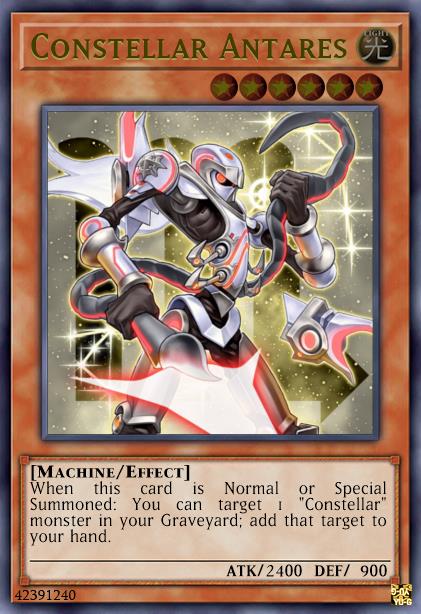 CONSTELLAR ANTARES
LIGHT
光
[MACHINE/EFFECT]
When this card is Normal or Special
Summoned: You can target 1 "Constellar"
monster in your Graveyard; add that target to
your hand.
ATK/2400 DEF/ 900
42391240